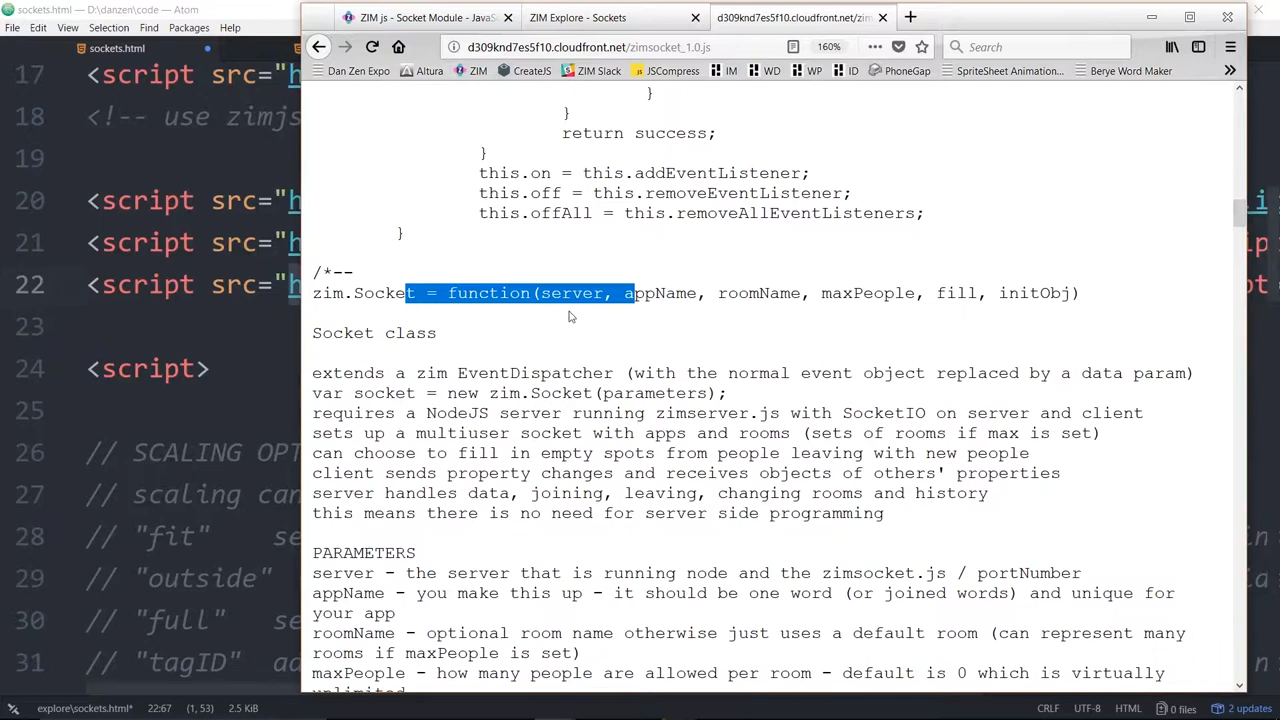 sockets.html — C:\Users\danzen\code — Atom
File Edit View Selection Find Packages
sockets.html
ZIM js - Socket Module - JavaS
ZIM Explore - Sockets
d309knd7es5f10.cloudfront.net/zim
d309knd7es5f10.cloudfront.net/zimsocket_1.0.js
160%
Search
Dan Zen Expo Altura ZIM CreateJS ZIM Slack JSCompress IN WD WP ID PhoneGap SpriteSheet Animation... Berye Word Marker
17 <script src="h
18 <!-- use zimjs
19
20 <script src="h
21 <script src="h
22 <script src="h
23
24 <script>
25
26 // SCALING OPT
27 // scaling can
28 // "fit" se
29 // "outside"
30 // "full" se
31 // "tagID" ad
}
}
return success;
}
this.on = this.addEventListener;
this.off = this.removeEventListener;
this.offAll = this.removeAllEventListeners;
}
/*--
zim.Socket = function(server, appName, roomName, maxPeople, fill, initObj)
Socket class
extends a zim EventDispatcher (with the normal event object replaced by a data param)
var socket = new zim.Socket(parameters);
requires a NodeJS server running zimserver.js with SocketIO on server and client
sets up a multiuser socket with apps and rooms (sets of rooms if max is set)
can choose to fill in empty spots from people leaving with new people
client sends property changes and receives objects of others' properties
server handles data, joining, leaving, changing rooms and history
this means there is no need for server side programming
PARAMETERS
server - the server that is running node and the zimsocket.js / portNumber
appName - you make this up - it should be one word (or joined words) and unique for
your app
roomName - optional room name otherwise just uses a default room (can represent many
rooms if maxPeople is set)
maxPeople - how many people are allowed per room - default is 0 which is virtually
unlimited
explore\sockets.html* 22:67 (1, 53) 2.5 KiB
CRLF UTF-8 HTML 0 files 2 updates